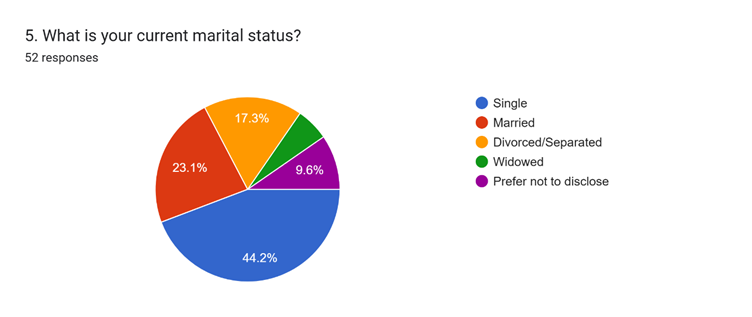 5. What is your current marital status?
52 responses
17.3%
23.1%
9.6%
44.2%
Single
Married
Divorced/Separated
Widowed
Prefer not to disclose